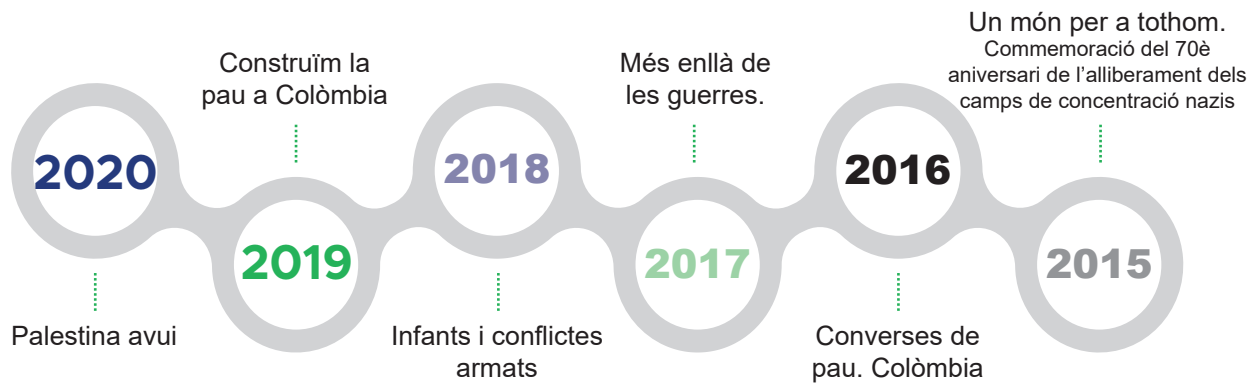 Un món per a tothom.
Commemoració del 70è
aniversari de l’alliberament dels
camps de concentració nazis
Construïm la
pau a Colòmbia
Més enllà de
les guerres.
2020
2018
2016
2019
2017
2015
Palestina avui
Infants i conflictes
armats
Converses de
pau. Colòmbia